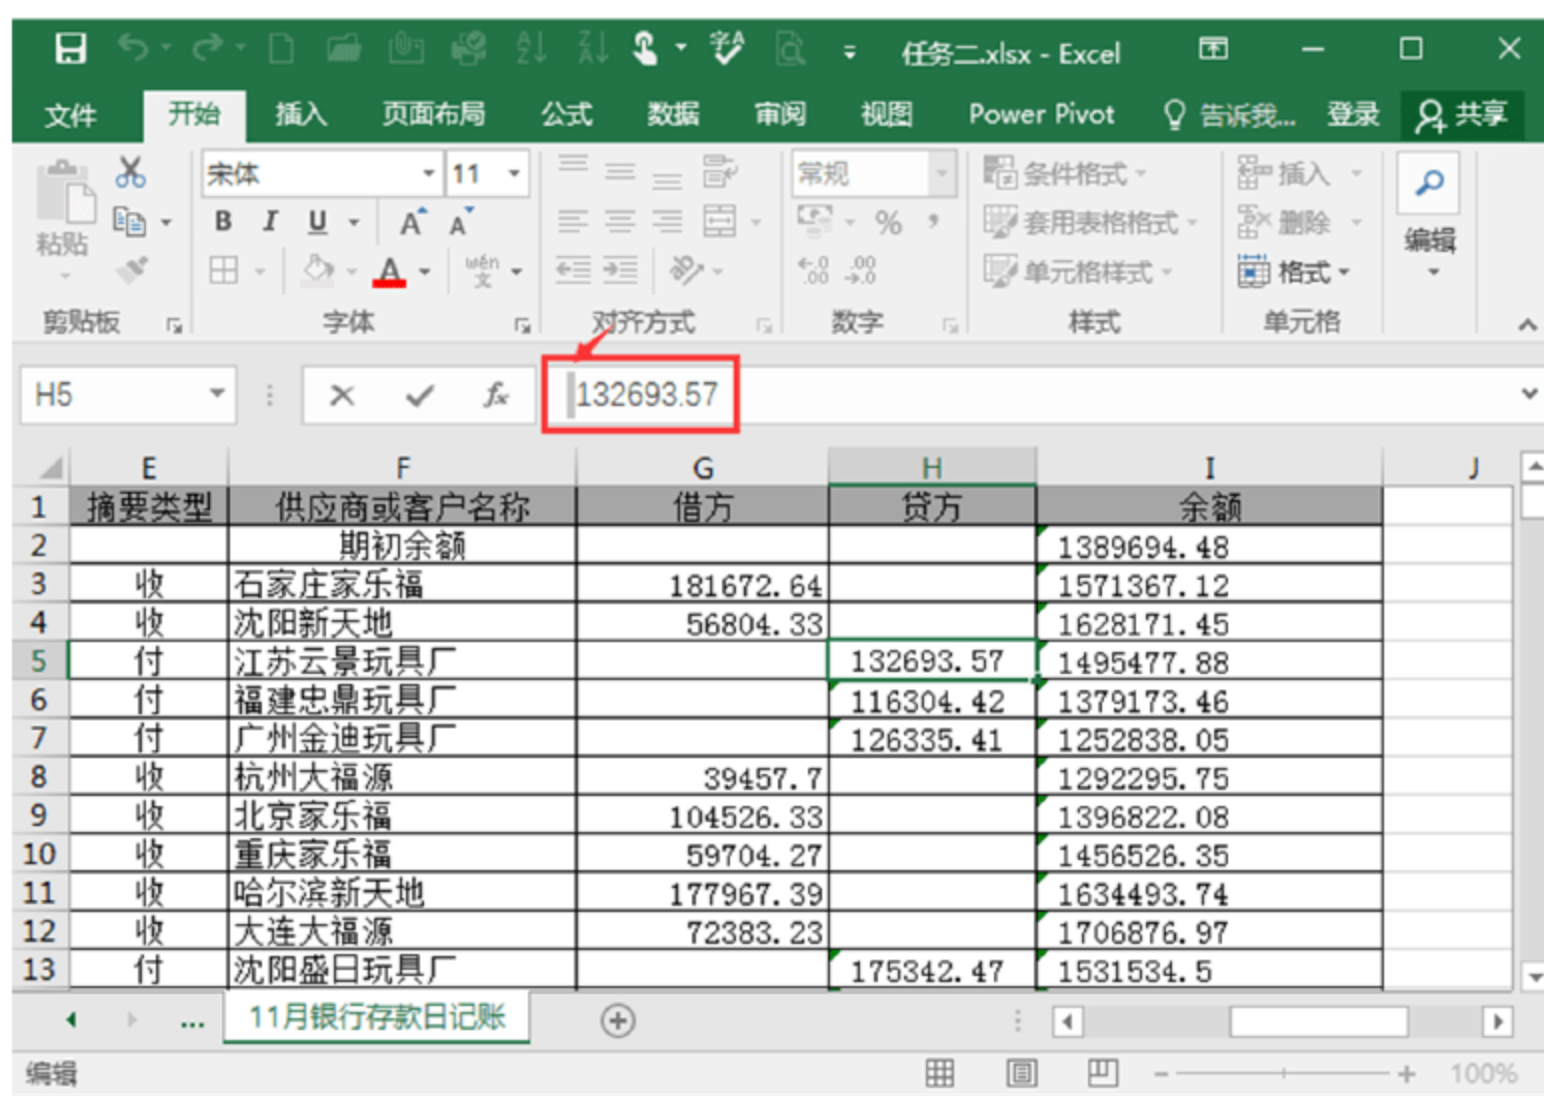 任务二.xlsx - Excel
文件 开始 插入 页面布局 公式 数据 审阅 视图 Power Pivot 告诉我... 登录 共享
宋体 11 常规 条件格式 插入
粘贴 B I U A A % , 套用表格格式 删除 编辑
A wén 文 .00 .00 .0 单元格样式 格式
剪贴板 字体 对齐方式 数字 样式 单元格
H5 fx 132693.57
E F G H I J
1 摘要类型 供应商或客户名称 借方 贷方 余额
2 期初余额 1389694.48
3 收 石家庄家乐福 181672.64 1571367.12
4 收 沈阳新天地 56804.33 1628171.45
5 付 江苏云景玩具厂 132693.57 1495477.88
6 付 福建忠鼎玩具厂 116304.42 1379173.46
7 付 广州金迪玩具厂 126335.41 1252838.05
8 收 杭州大福源 39457.7 1292295.75
9 收 北京家乐福 104526.33 1396822.08
10 收 重庆家乐福 59704.27 1456526.35
11 收 哈尔滨新天地 177967.39 1634493.74
12 收 大连大福源 72383.23 1706876.97
13 付 沈阳盛日玩具厂 175342.47 1531534.5
... 11月银行存款日记账
编辑 100%